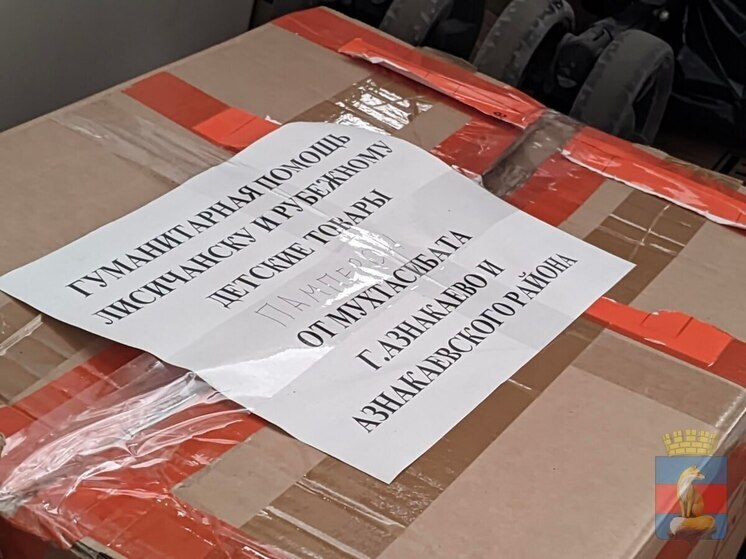 ГУМАНИТАРНАЯ ПОМОЩЬ
ЛИСИЧАНСКУ И РУБЕЖНОМУ
ДЕТСКИЕ ТОВАРЫ
ПАМПЕРСЫ
ОТ МУХТАСИБАТА
Г.АЗНАКАЕВО И
АЗНАКАЕВСКОГО РАЙОНА